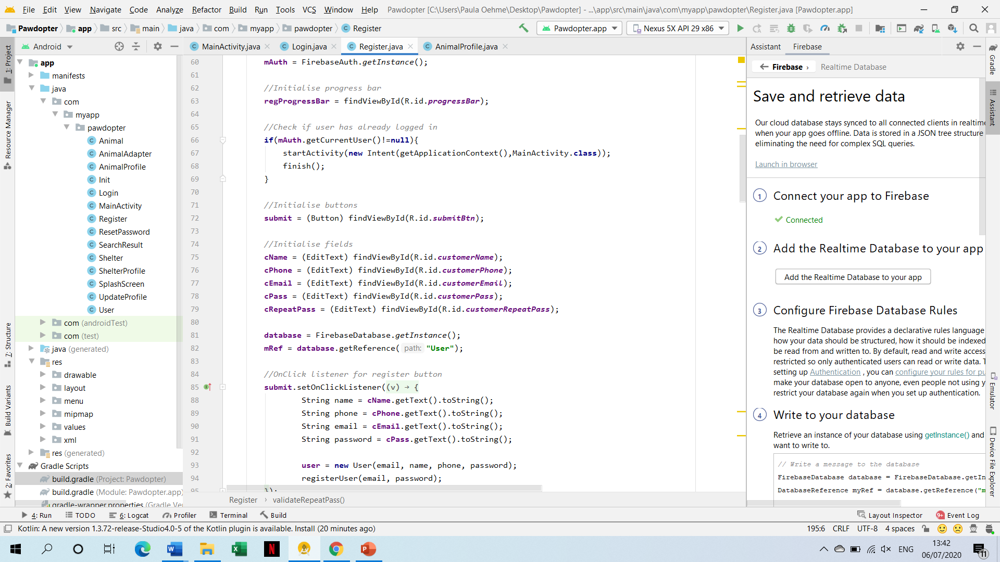 File Edit View Navigate Code Analyze Refactor Build Run Tools VCS Window Help Pawdopter [C:\Users\Paula Oehme\Desktop\Pawdopter] - ...\app\src\main\java\com\myapp\pawdopter\Register.java [Pawdopter.app]
Pawdopter app src main java com myapp pawdopter Register Pawdopter.app Nexus 5X API 29 x86
Android
MainActivity.java Login.java Register.java AnimalProfile.java
Assistant Firebase
1: Project
Resource Manager
7: Structure
Build Variants
2: Favorites
app
manifests
java
com
myapp
pawdopter
Animal
AnimalAdapter
AnimalProfile
Init
Login
MainActivity
Register
ResetPassword
SearchResult
Shelter
ShelterProfile
SplashScreen
UpdateProfile
User
com (androidTest)
com (test)
java (generated)
res
drawable
layout
menu
mipmap
values
xml
res (generated)
Gradle Scripts
build.gradle (Project: Pawdopter)
build.gradle (Module: Pawdopter.app)
gradle-wrapper.properties (Gradle Ve
60 mAuth = FirebaseAuth.getInstance();
61
62 //Initialise progress bar
63 regProgressBar = findViewById(R.id.progressBar);
64
65 //Check if user has already logged in
66 if(mAuth.getCurrentUser()!=null){
67 startActivity(new Intent(getApplicationContext(),MainActivity.class));
68 finish();
69 }
70
71 //Initialise buttons
72 submit = (Button) findViewById(R.id.submitBtn);
73
74 //Initialise fields
75 cName = (EditText) findViewById(R.id.customerName);
76 cPhone = (EditText) findViewById(R.id.customerPhone);
77 cEmail = (EditText) findViewById(R.id.customerEmail);
78 cPass = (EditText) findViewById(R.id.customerPass);
79 cRepeatPass = (EditText) findViewById(R.id.customerRepeatPass);
80
81 database = FirebaseDatabase.getInstance();
82 mRef = database.getReference( path: "User");
83
84 //OnClick listener for register button
85 submit.setOnClickListener((v) → {
88 String name = cName.getText().toString();
89 String phone = cPhone.getText().toString();
90 String email = cEmail.getText().toString();
91 String password = cPass.getText().toString();
92
93 user = new User(email, name, phone, password);
94 registerUser(email, password);
95 });
Register › validateRepeatPass()
← Firebase › Realtime Database
Save and retrieve data
Our cloud database stays synced to all connected clients in realtime
when your app goes offline. Data is stored in a JSON tree structure
eliminating the need for complex SQL queries.
Launch in browser
1 Connect your app to Firebase
Connected
2 Add the Realtime Database to your app
Add the Realtime Database to your app
3 Configure Firebase Database Rules
The Realtime Database provides a declarative rules language
how your data should be structured, how it should be indexed
be read from and written to. By default, read and write access
restricted so only authenticated users can read or write data. T
setting up Authentication , you can configure your rules for pu
make your database open to anyone, even people not using y
restrict your database again when you set up authentication.
4 Write to your database
Retrieve an instance of your database using getInstance() and
want to write to.
// Write a message to the database
FirebaseDatabase database = FirebaseDatabase.getIn
DatabaseReference myRef = database.getReference("m
Gradle
Assistant
Emulator
Device File Explorer
4: Run TODO 6: Logcat Profiler Terminal Build Layout Inspector 9+ Event Log
Kotlin: A new version 1.3.72-release-Studio4.0-5 of the Kotlin plugin is available. Install (20 minutes ago) 195:6 CRLF UTF-8 4 spaces
ENG 13:42
06/07/2020 11